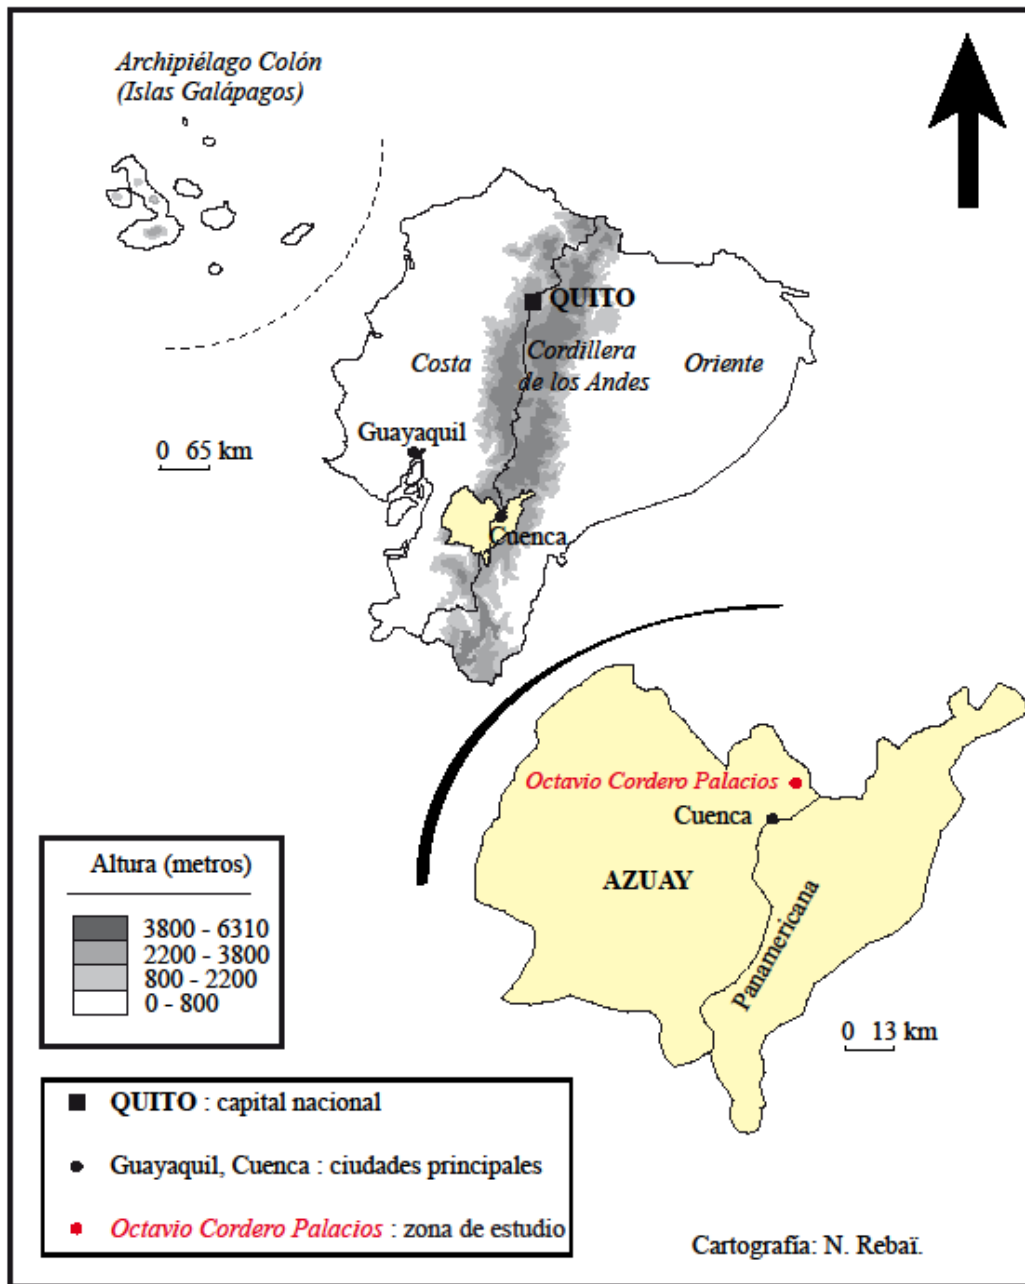 Archipiélago Colón
(Islas Galápagos)
QUITO
Costa
Cordillera
de los Andes
Oriente
Guayaquil
0 65 km
Cuenca
Octavio Cordero Palacios
Cuenca
AZUAY
Panamericana
0 13 km
Altura (metros)
3800 - 6310
2200 - 3800
800 - 2200
0 - 800
QUITO : capital nacional
Guayaquil, Cuenca : ciudades principales
Octavio Cordero Palacios : zona de estudio
Cartografía: N. Rebaï.